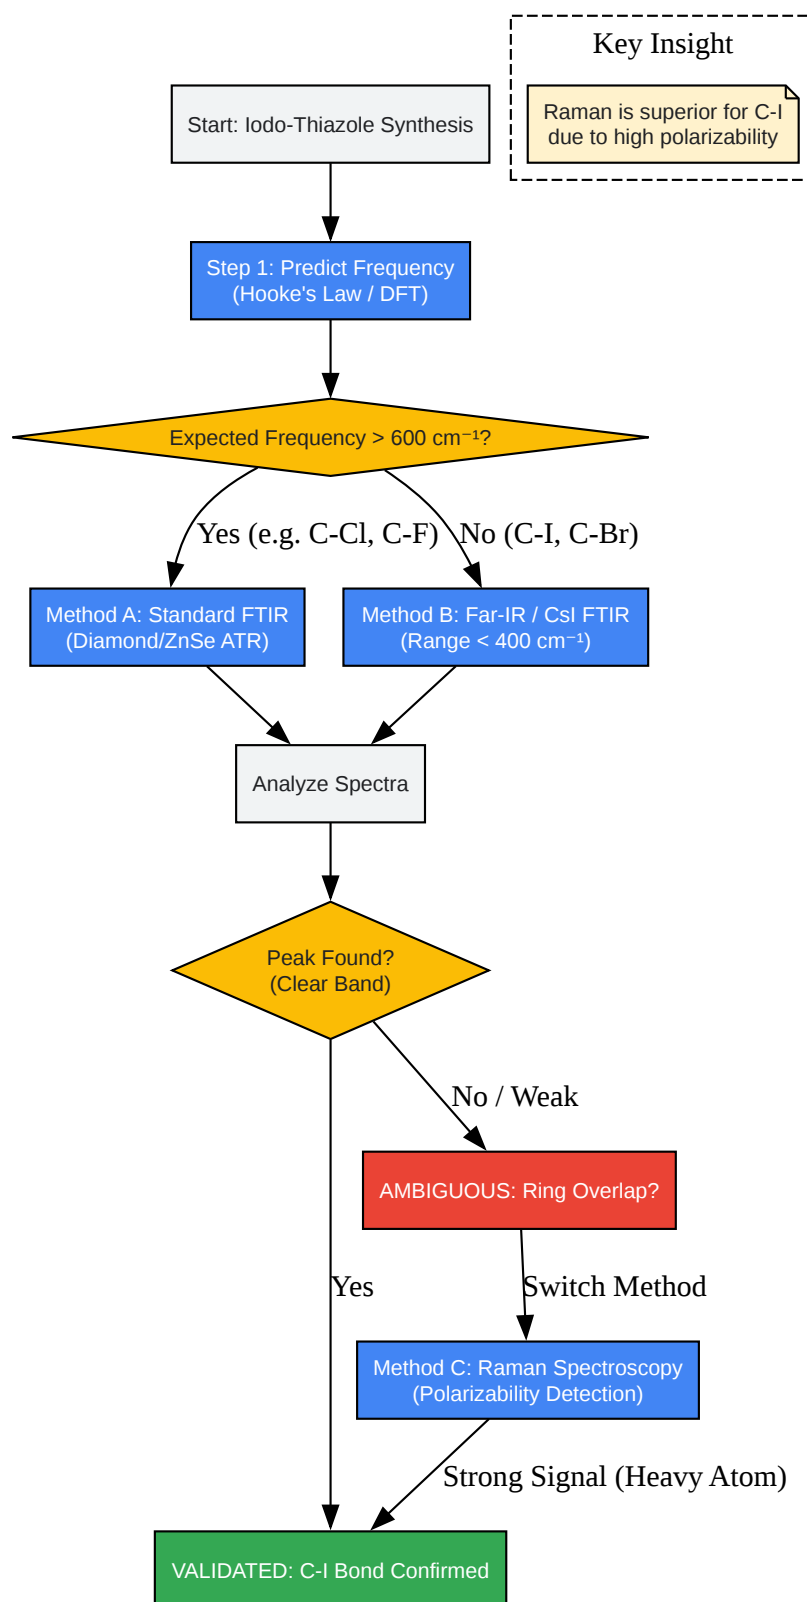 Key Insight
Raman is superior for C-I
due to high polarizability
Start: Iodo-Thiazole Synthesis
Step 1: Predict Frequency
(Hooke's Law / DFT)
Expected Frequency > 600 cm⁻¹?
Yes (e.g. C-Cl, C-F)
No (C-I, C-Br)
Method A: Standard FTIR
(Diamond/ZnSe ATR)
Method B: Far-IR / CsI FTIR
(Range < 400 cm⁻¹)
Analyze Spectra
Peak Found?
(Clear Band)
No / Weak
AMBIGUOUS: Ring Overlap?
Yes
Switch Method
Method C: Raman Spectroscopy
(Polarizability Detection)
Strong Signal (Heavy Atom)
VALIDATED: C-I Bond Confirmed